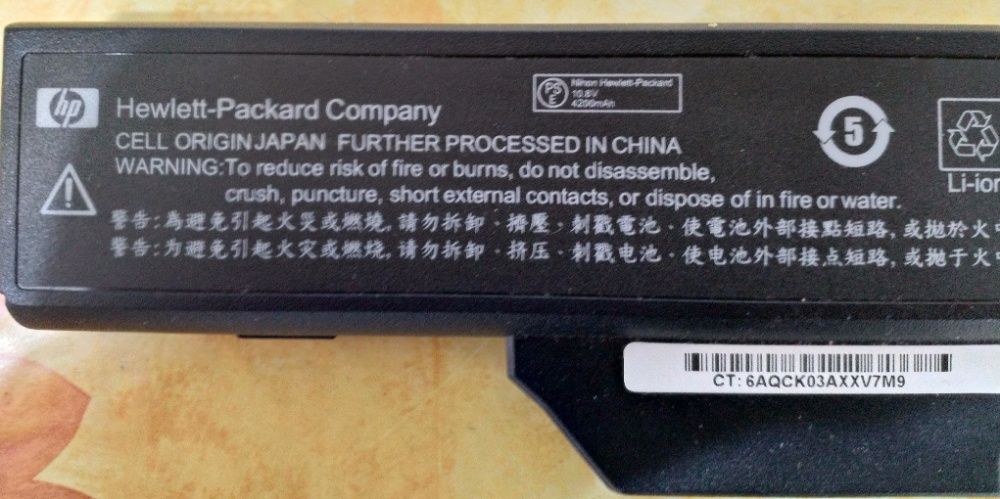 hp
Hewlett-Packard Company
PSE
Nihon Hewlett-Packard
10.8V
4200mAh
5
Li-ion
CELL ORIGIN JAPAN FURTHER PROCESSED IN CHINA
WARNING:To reduce risk of fire or burns, do not disassemble,
crush, puncture, short external contacts, or dispose of in fire or water.
警告:為避免引起火災或燃燒,請勿拆卸、擠壓、刺戳電池、使電池外部接點短路,或拋於火
警告:为避免引起火灾或燃烧,请勿拆卸、挤压、刺戳电池、使电池外部接点短路,或抛于火
CT: 6AQCK03AXXV7M9